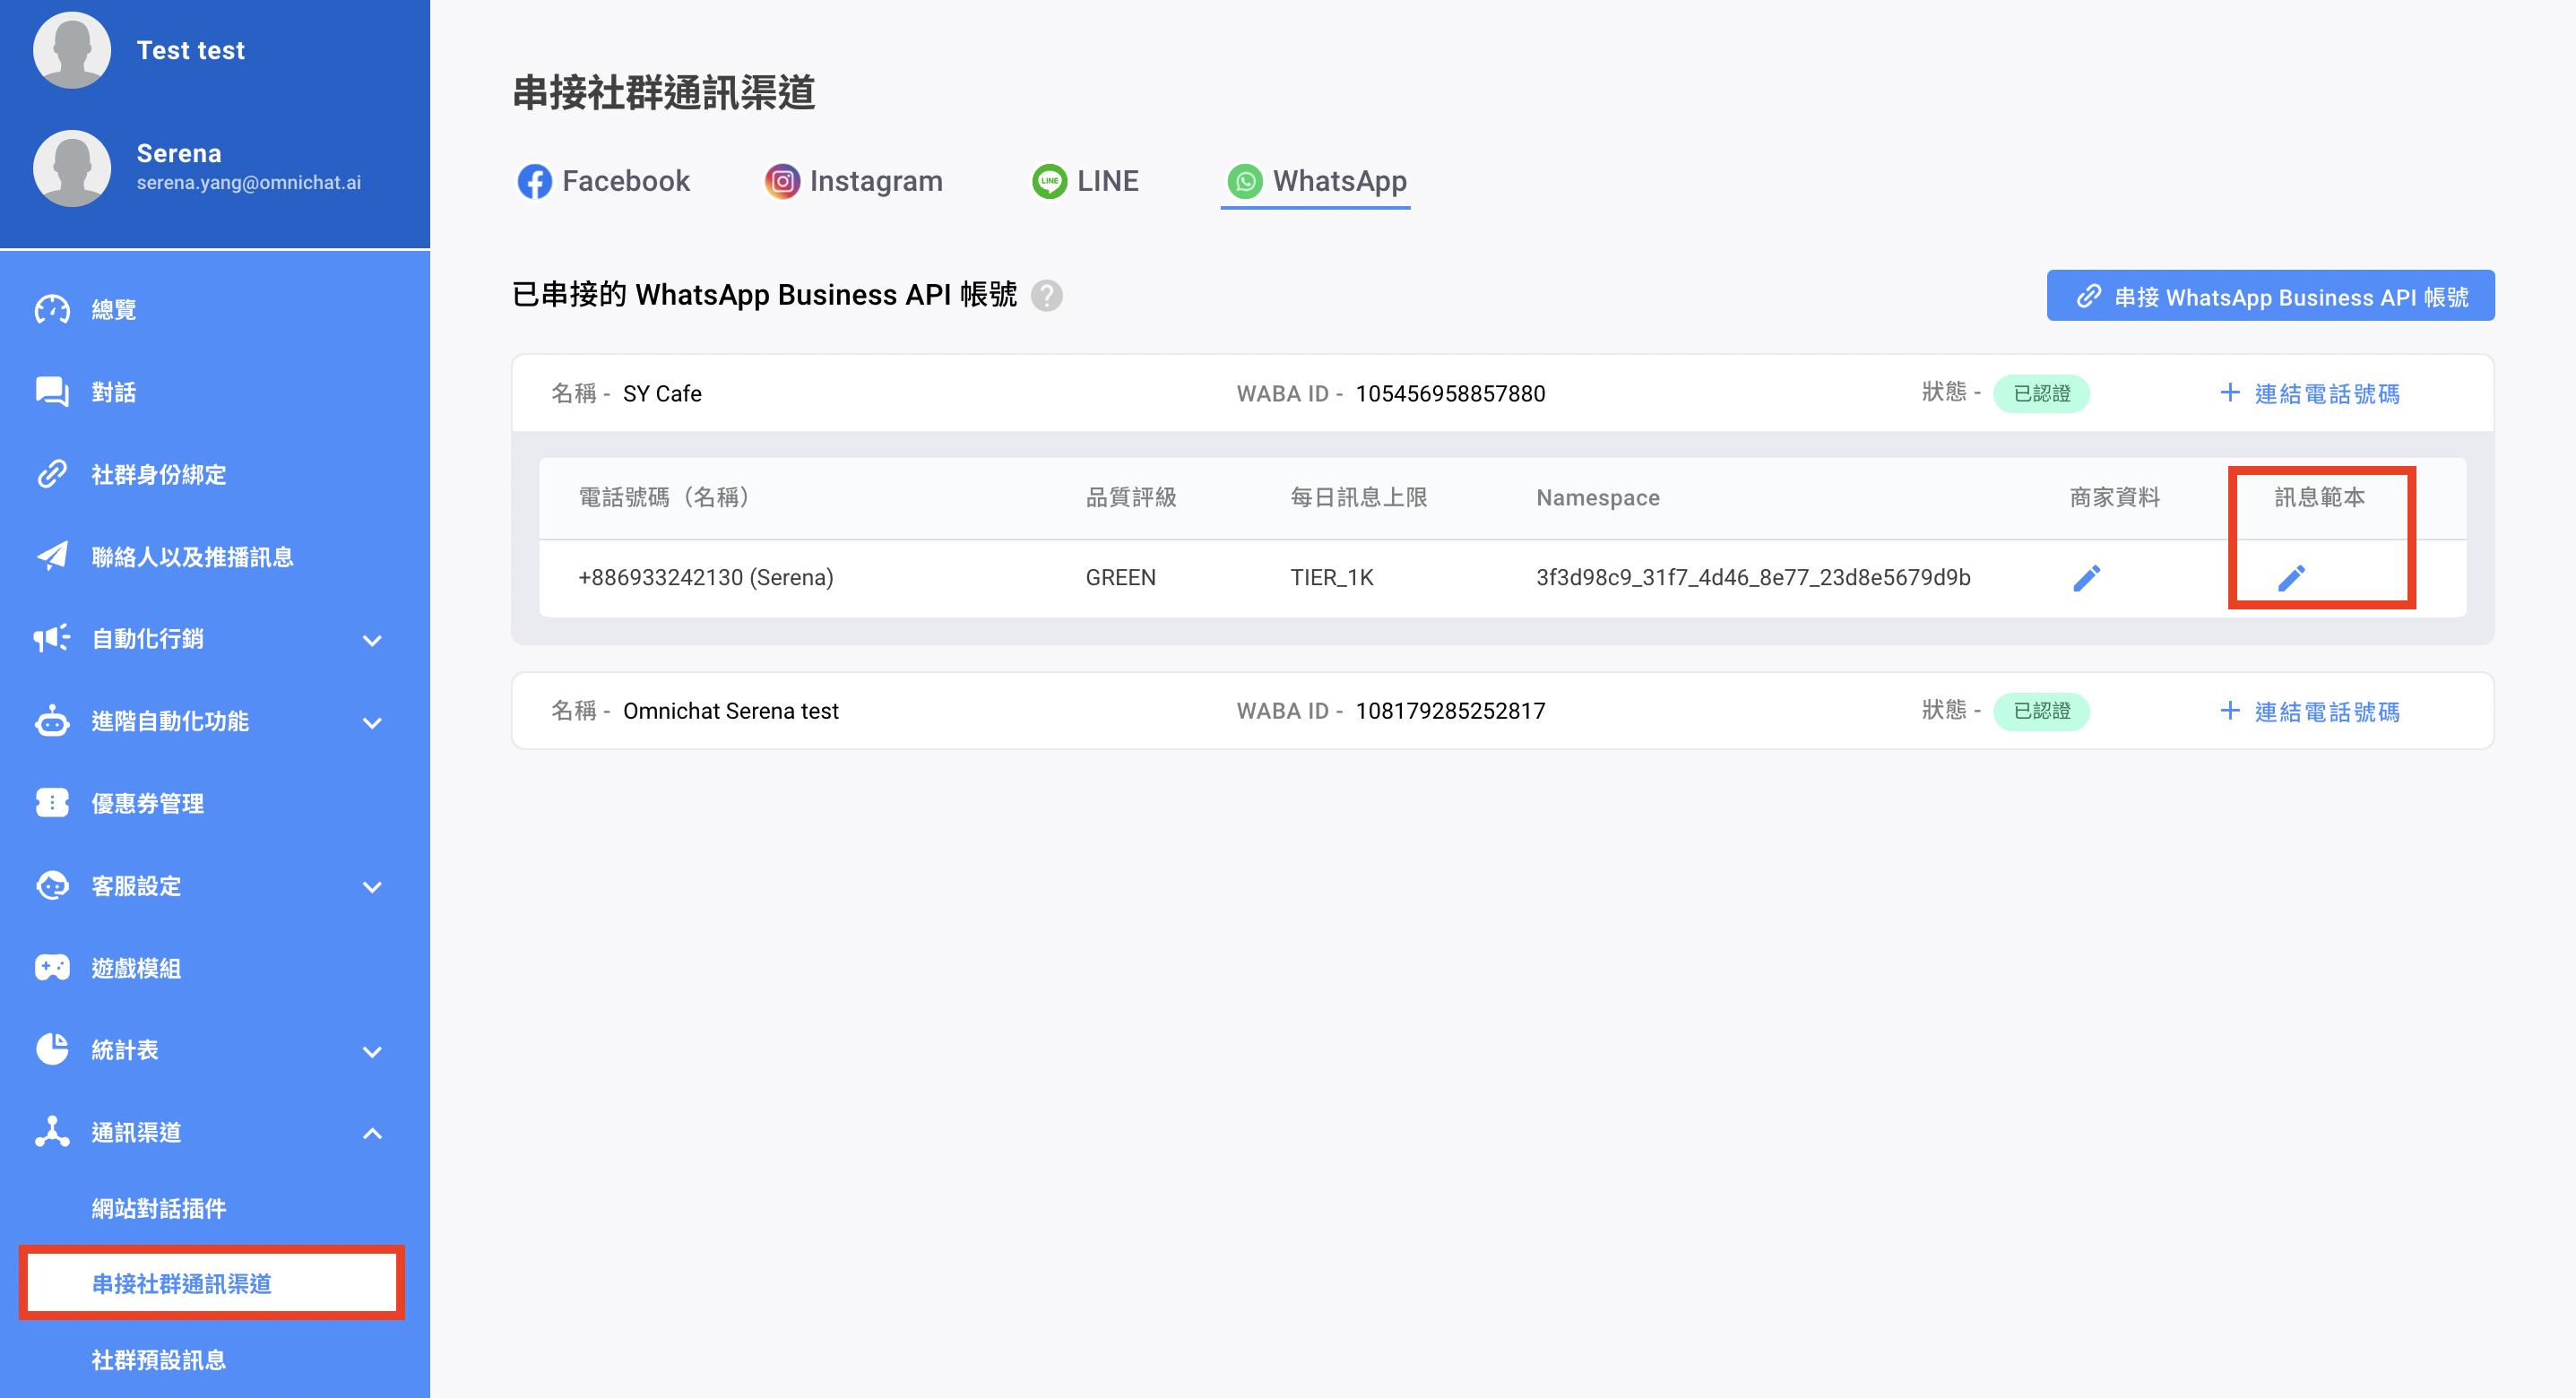 Test test
Serena
serena.yang@omnichat.ai
總覽
對話
社群身份綁定
聯絡人以及推播訊息
自動化行銷
進階自動化功能
優惠券管理
客服設定
遊戲模組
統計表
通訊渠道
網站對話插件
串接社群通訊渠道
社群預設訊息
串接社群通訊渠道
Facebook Instagram LINE WhatsApp
已串接的 WhatsApp Business API 帳號 ?
串接 WhatsApp Business API 帳號
名稱 - SY Cafe WABA ID - 105456958857880 狀態 - 已認證 + 連結電話號碼
電話號碼（名稱） 品質評級 每日訊息上限 Namespace 商家資料 訊息範本
+886933242130 (Serena) GREEN TIER_1K 3f3d98c9_31f7_4d46_8e77_23d8e5679d9b
名稱 - Omnichat Serena test WABA ID - 108179285252817 狀態 - 已認證 + 連結電話號碼